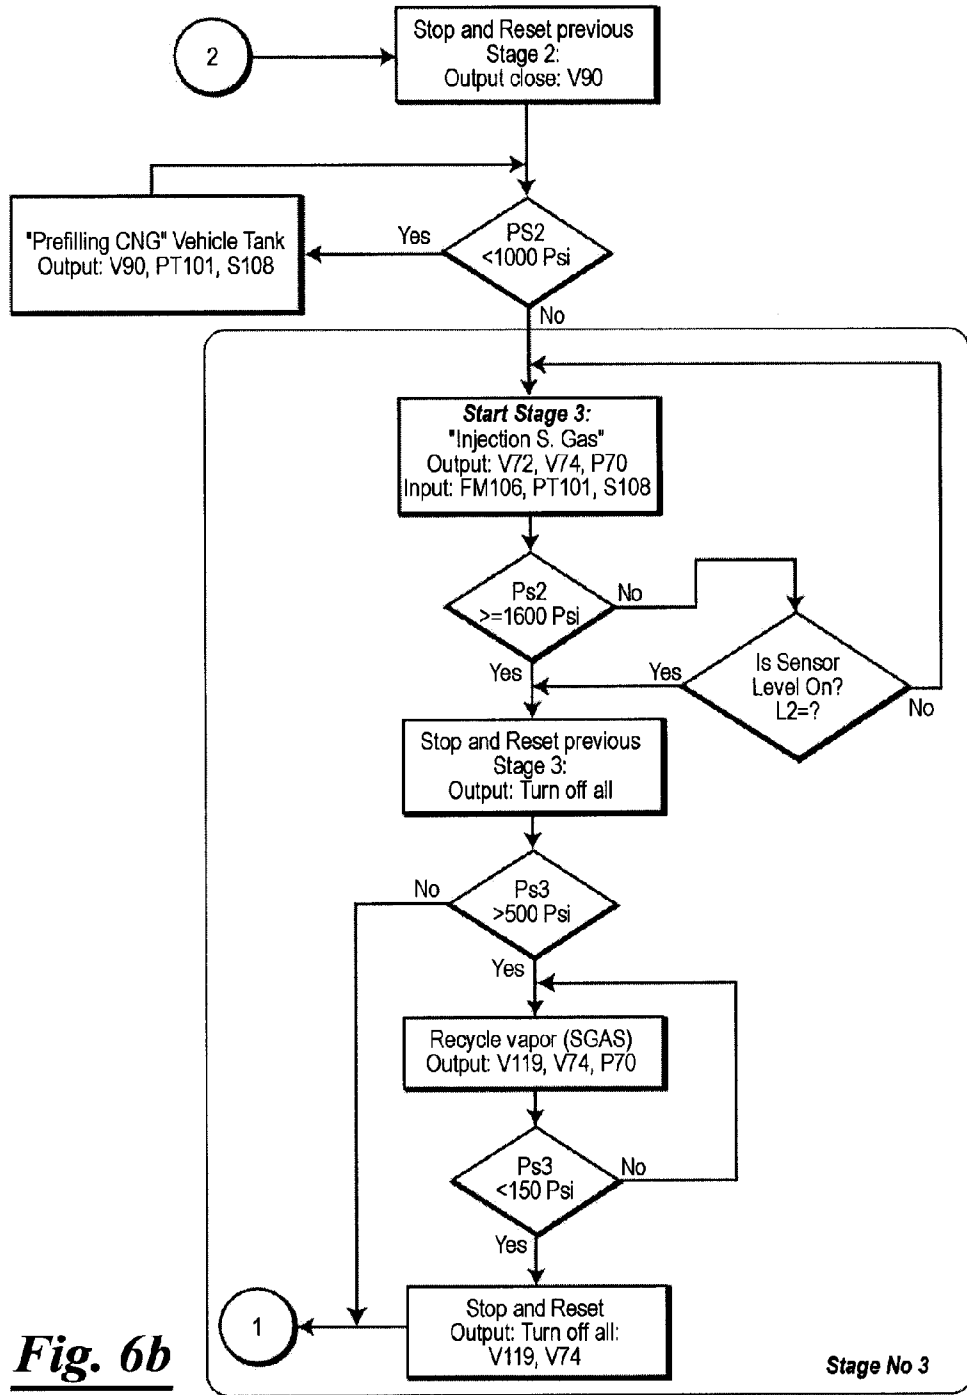 2
Stop and Reset previous
Stage 2:
Output close: V90
"Prefilling CNG" Vehicle Tank
Output: V90, PT101, S108
Yes
PS2
<1000 Psi
No
Start Stage 3:
"Injection S. Gas"
Output: V72, V74, P70
Input: FM106, PT101, S108
Ps2
>=1600 Psi
No
Yes
Is Sensor
Level On?
L2=?
Yes
No
Stop and Reset previous
Stage 3:
Output: Turn off all
No
Ps3
>500 Psi
Yes
Recycle vapor (SGAS)
Output: V119, V74, P70
Ps3
<150 Psi
No
Yes
1
Stop and Reset
Output: Turn off all:
V119, V74
Fig. 6b
Stage No 3